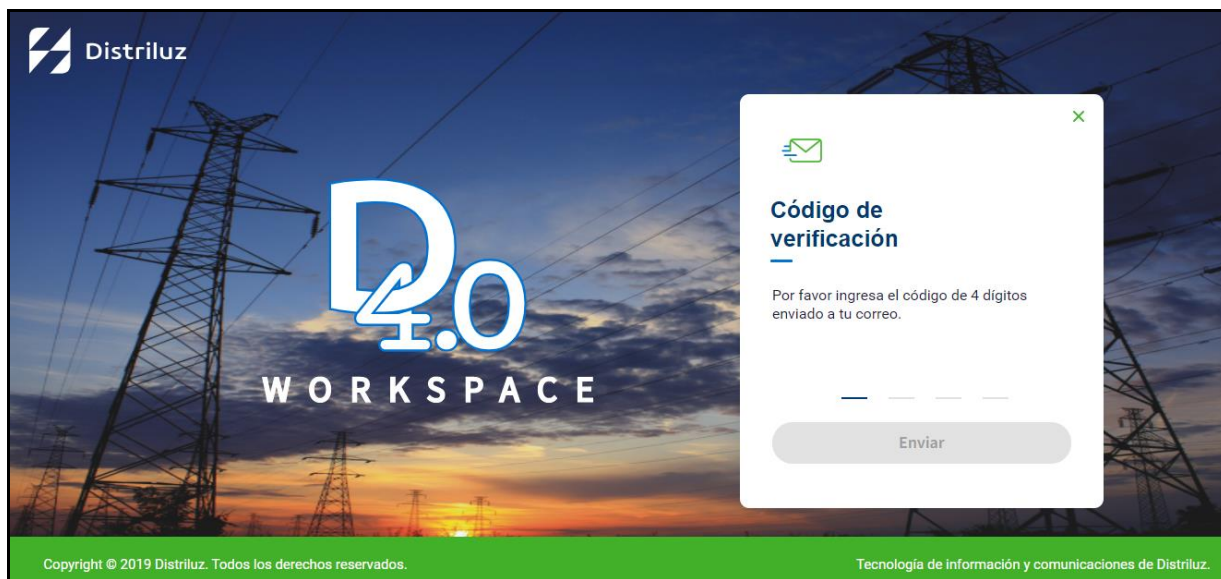 Distriluz
D4.0
WORKSPACE
Código de
verificación
Por favor ingresa el código de 4 dígitos
enviado a tu correo.
Enviar
Copyright © 2019 Distriluz. Todos los derechos reservados.
Tecnología de información y comunicaciones de Distriluz.